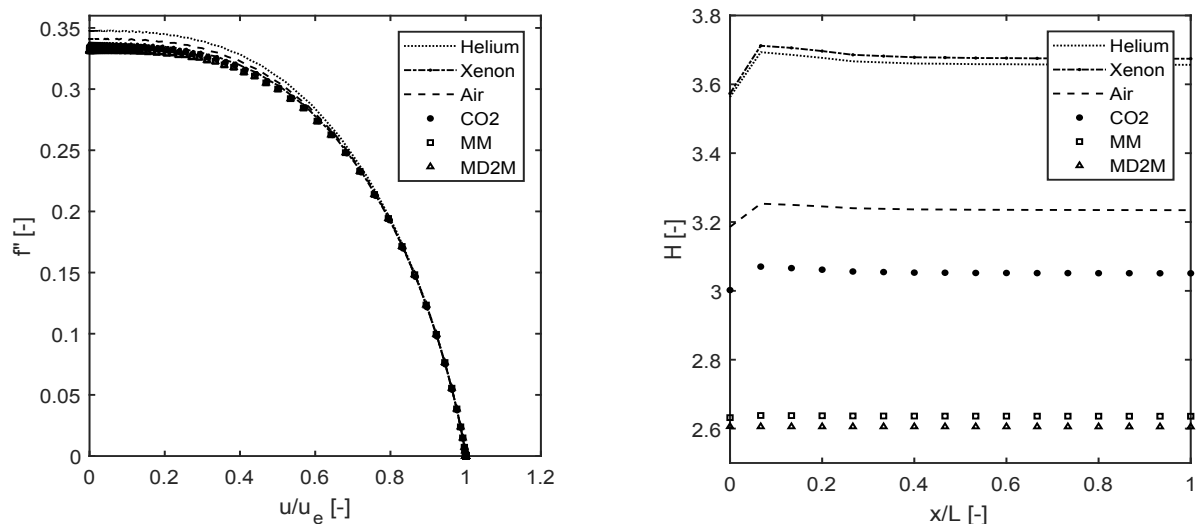 0.35
0.3
0.25
0.2
0.15
0.1
0.05
0
f" [-]
0
0.2
0.4
0.6
0.8
1
1.2
u/u_e [-]
Helium
Xenon
Air
CO2
MM
MD2M
3.8
3.6
3.4
3.2
3
2.8
2.6
2.5
H [-]
0
0.2
0.4
0.6
0.8
1
x/L [-]
Helium
Xenon
Air
CO2
MM
MD2M